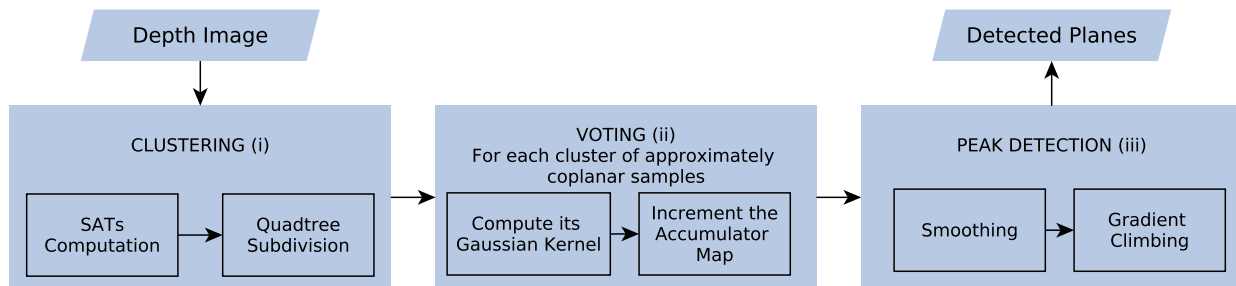 Depth Image
Detected Planes
CLUSTERING (i)
SATs
Computation
Quadtree
Subdivision
VOTING (ii)
For each cluster of approximately
coplanar samples
Compute its
Gaussian Kernel
Increment the
Accumulator
Map
PEAK DETECTION (iii)
Smoothing
Gradient
Climbing